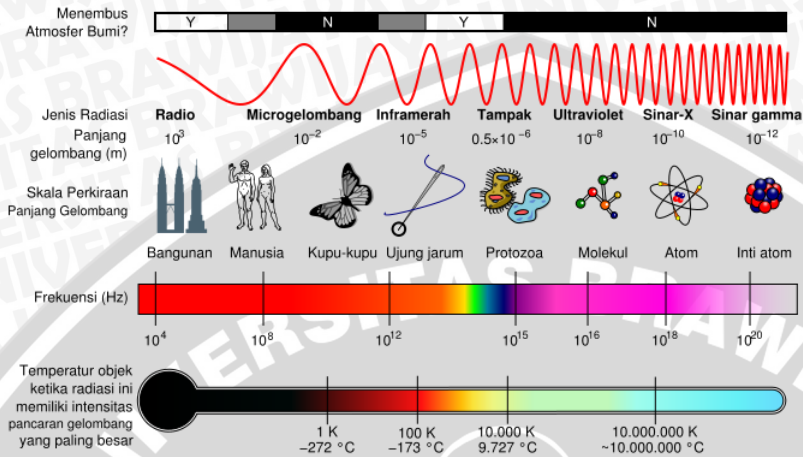 Menembus
Atmosfer Bumi?
Y N Y N
Jenis Radiasi
Radio Microgelombang Inframerah Tampak Ultraviolet Sinar-X Sinar gamma
Panjang
gelombang (m)
10³ 10⁻² 10⁻⁵ 0.5×10⁻⁶ 10⁻⁸ 10⁻¹⁰ 10⁻¹²
Skala Perkiraan
Panjang Gelombang
Bangunan Manusia Kupu-kupu Ujung jarum Protozoa Molekul Atom Inti atom
Frekuensi (Hz)
10⁴ 10⁸ 10¹² 10¹⁵ 10¹⁶ 10¹⁸ 10²⁰
Temperatur objek
ketika radiasi ini
memiliki intensitas
pancaran gelombang
yang paling besar
1 K 100 K 10.000 K 10.000.000 K
−272 °C −173 °C 9.727 °C ~10.000.000 °C